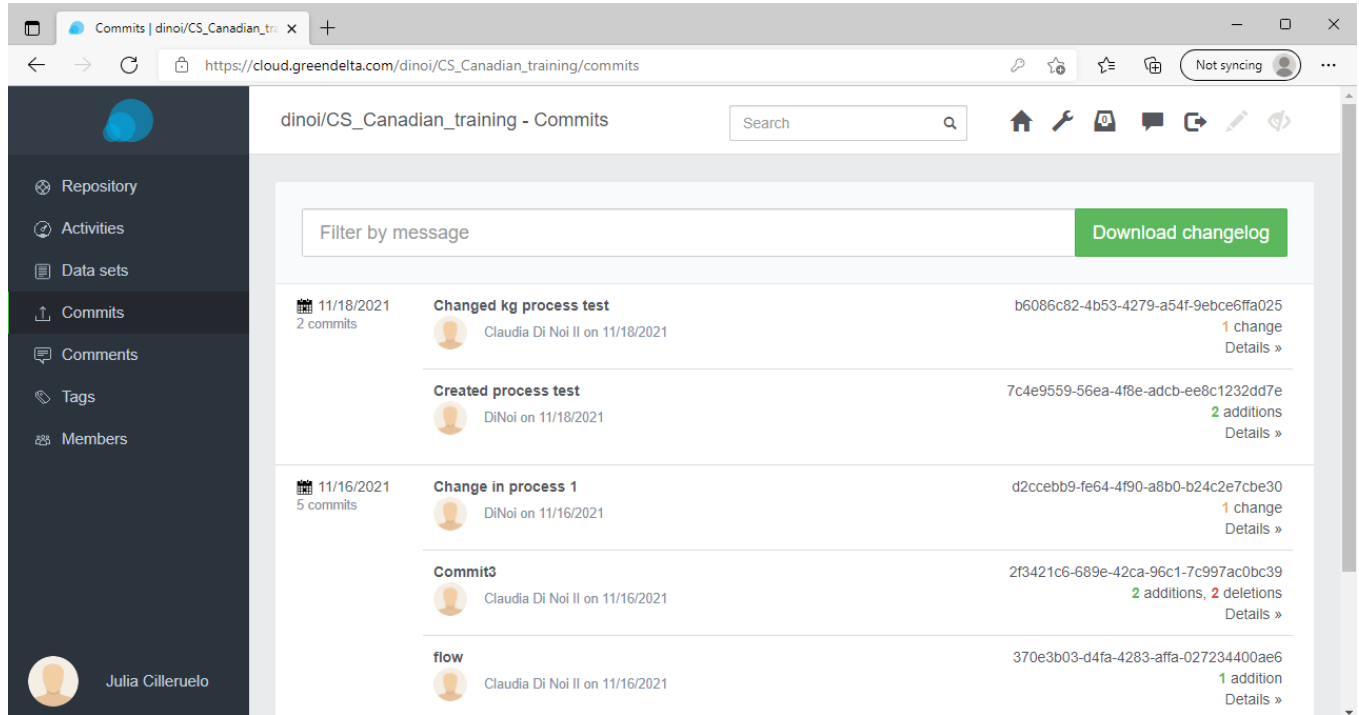 Commits | dinoi/CS_Canadian_tra
https://cloud.greendelta.com/dinoi/CS_Canadian_training/commits
Not syncing
dinoi/CS_Canadian_training - Commits
Search
0
Repository
Activities
Data sets
Commits
Comments
Tags
Members
Julia Cilleruelo
Filter by message
Download changelog
11/18/2021
2 commits
Changed kg process test
Claudia Di Noi II on 11/18/2021
b6086c82-4b53-4279-a54f-9ebce6ffa025
1 change
Details »
Created process test
DiNoi on 11/18/2021
7c4e9559-56ea-4f8e-adcb-ee8c1232dd7e
2 additions
Details »
11/16/2021
5 commits
Change in process 1
DiNoi on 11/16/2021
d2ccebb9-fe64-4f90-a8b0-b24c2e7cbe30
1 change
Details »
Commit3
Claudia Di Noi II on 11/16/2021
2f3421c6-689e-42ca-96c1-7c997ac0bc39
2 additions, 2 deletions
Details »
flow
Claudia Di Noi II on 11/16/2021
370e3b03-d4fa-4283-affa-027234400ae6
1 addition
Details »